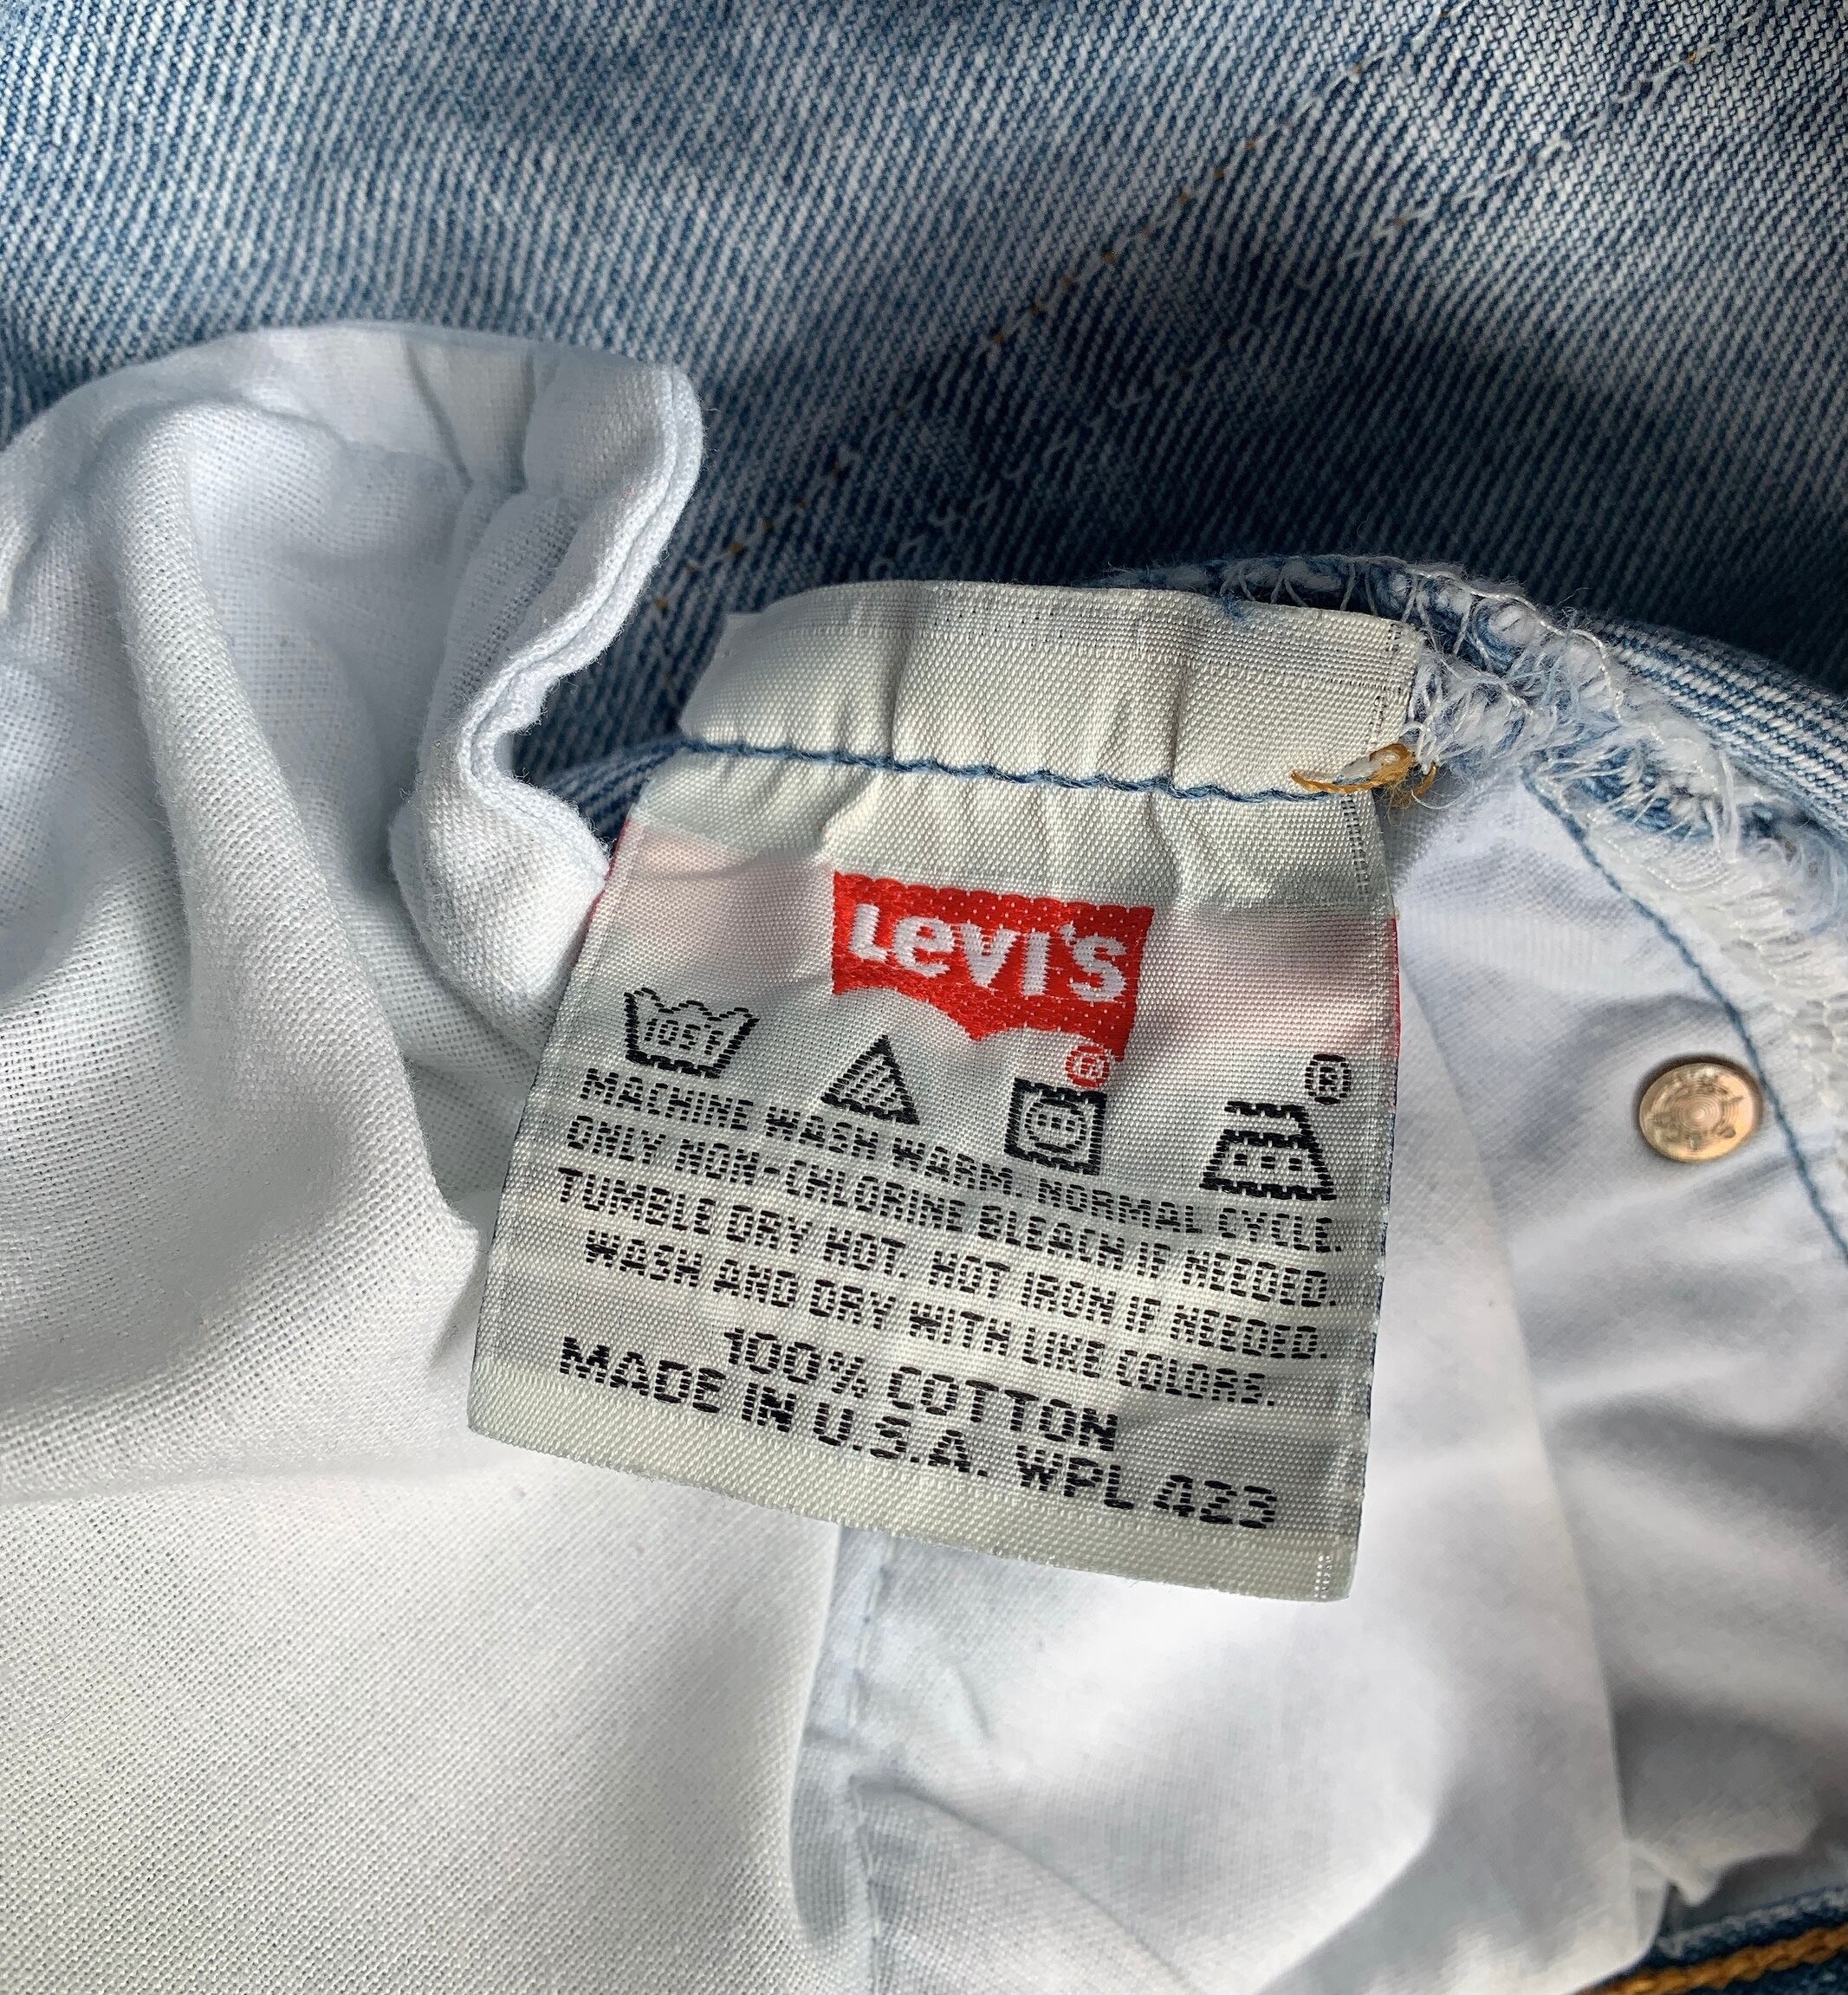 Levi's
®
105F
®
MACHINE WASH WARM. NORMAL CYCLE.
ONLY NON-CHLORINE BLEACH IF NEEDED.
TUMBLE DRY HOT. HOT IRON IF NEEDED.
WASH AND DRY WITH LIKE COLORS.
100% COTTON
MADE IN U.S.A. WPL 423